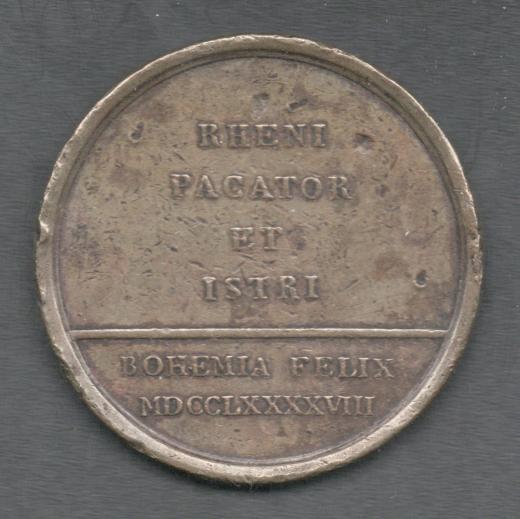 RHENI
PACATOR
ET
ISTRI
BOHEMIA FELIX
MDCCLXXXXVIII